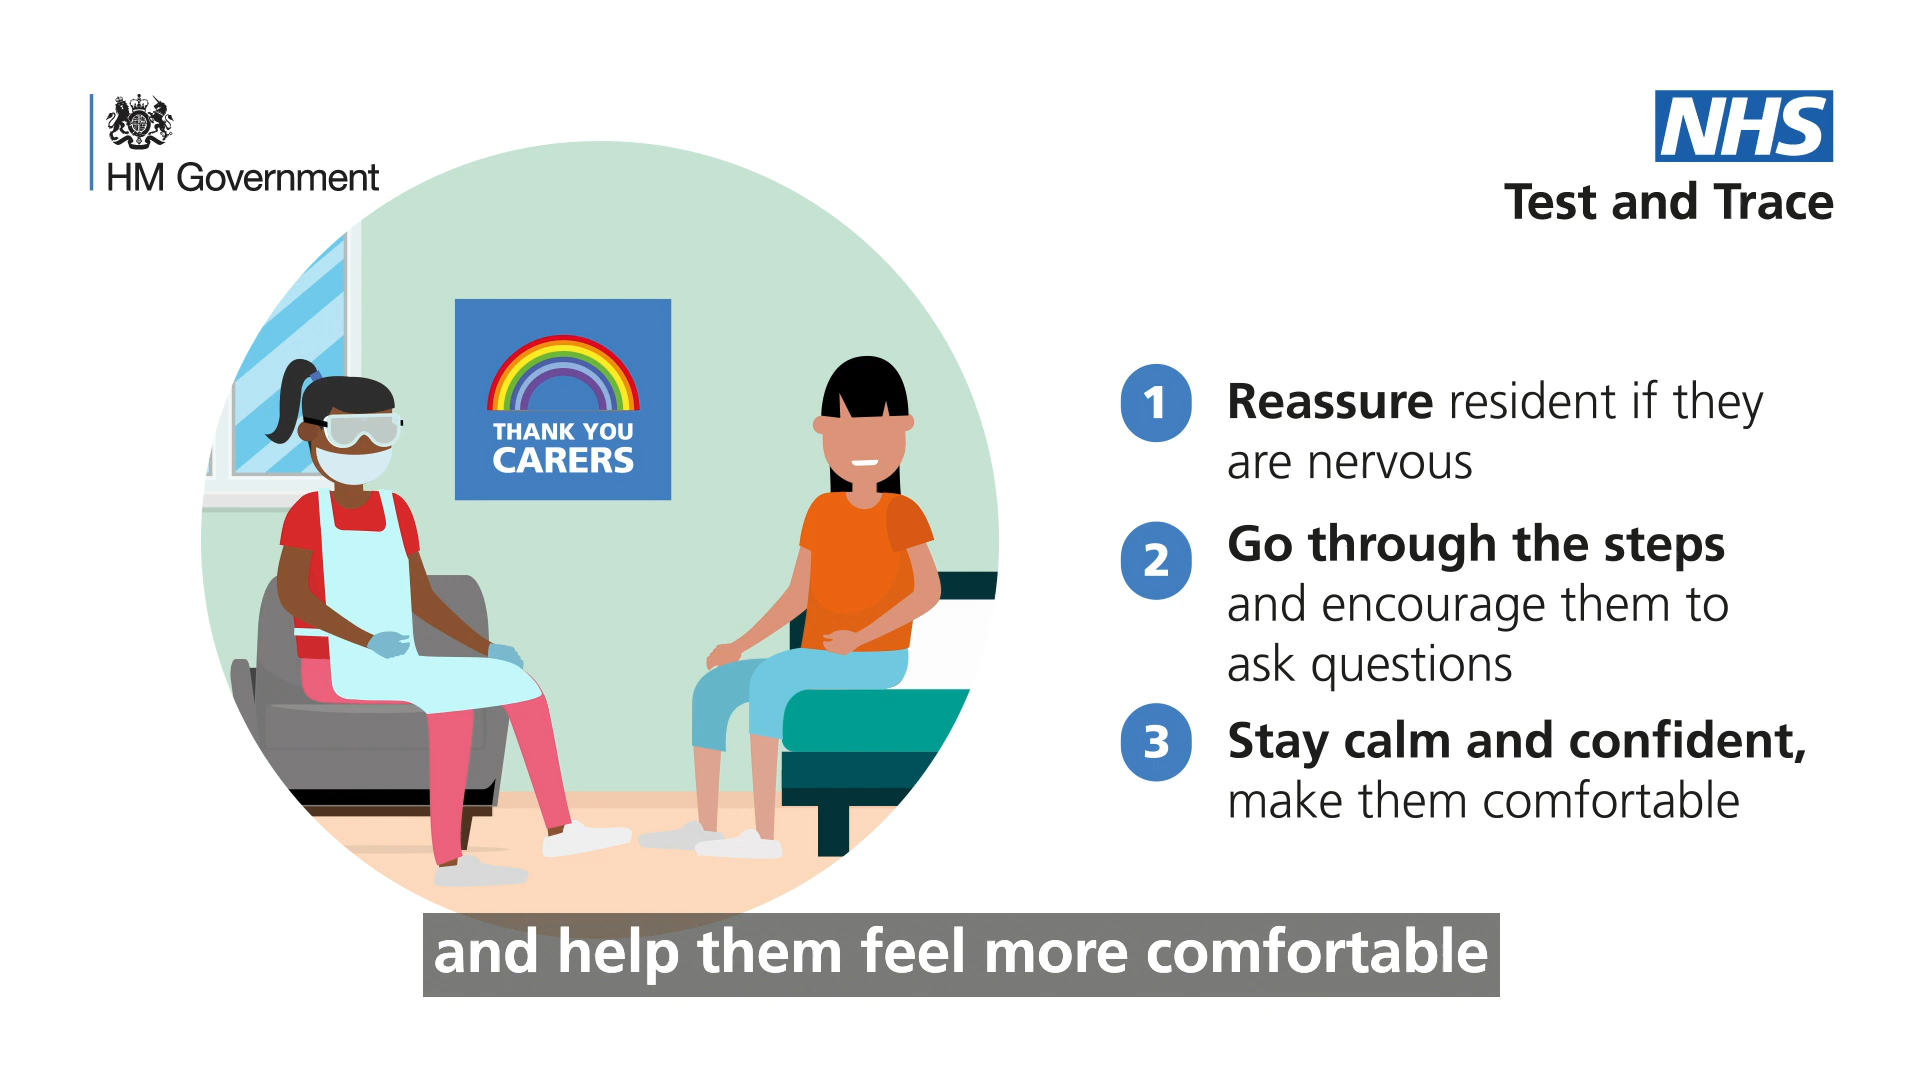 HM Government
NHS
Test and Trace
THANK YOU
CARERS
1 Reassure resident if they
are nervous
2 Go through the steps
and encourage them to
ask questions
3 Stay calm and confident,
make them comfortable
and help them feel more comfortable